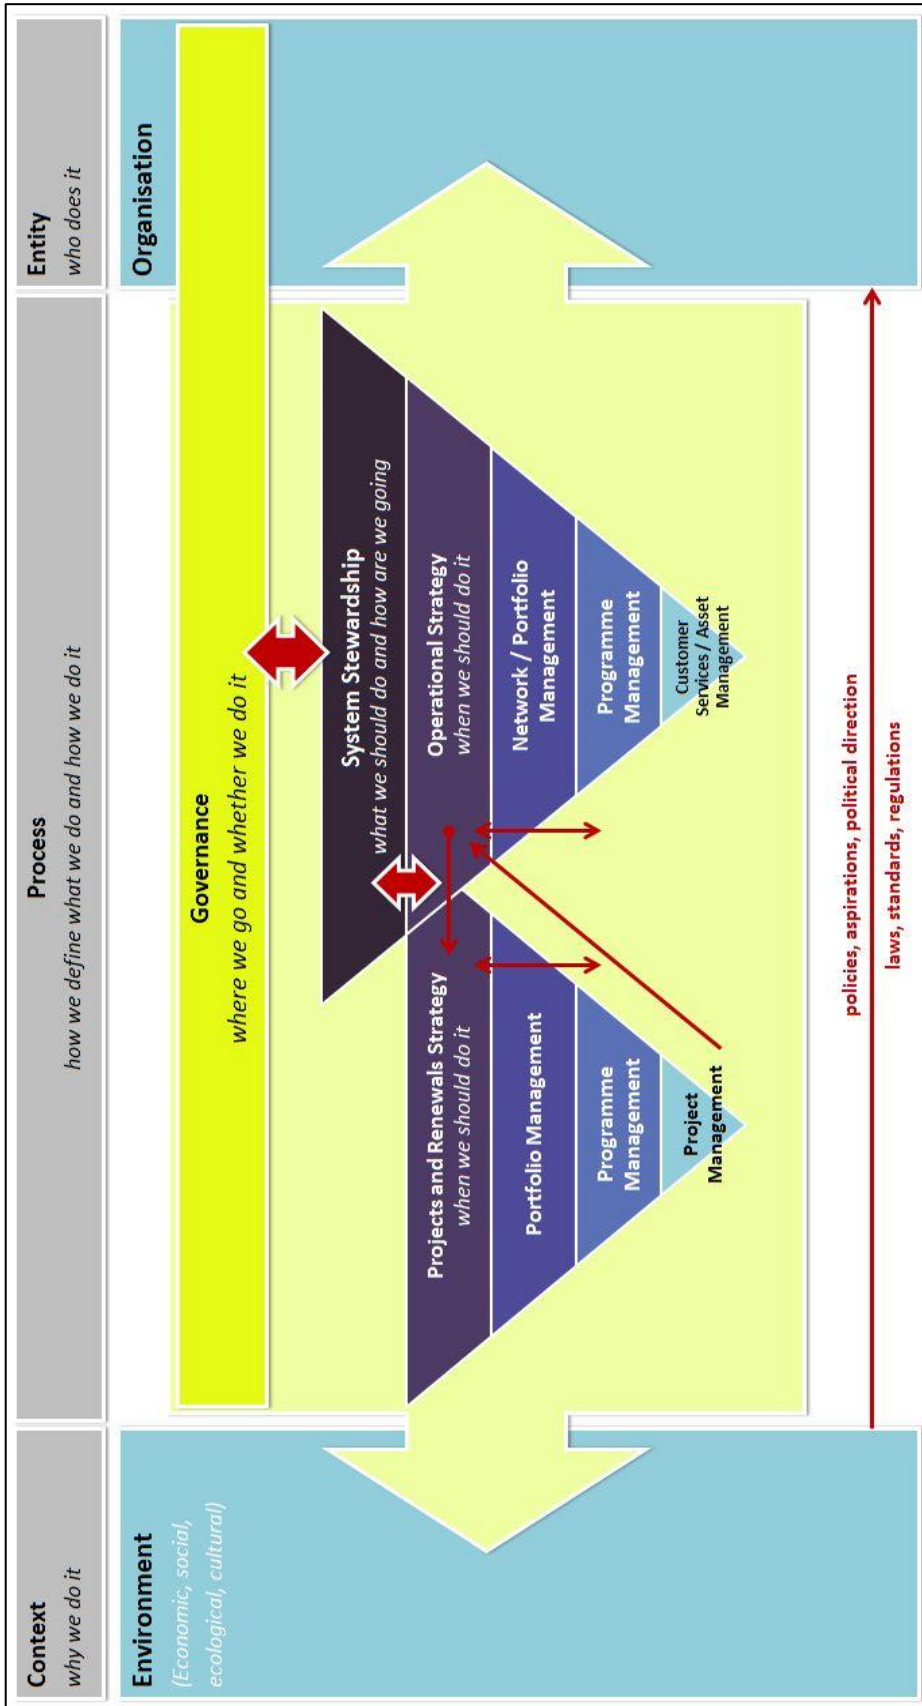 Context
why we do it
Process
how we define what we do and how we do it
Entity
who does it
Environment
(Economic, social,
ecological, cultural)
Organisation
Governance
where we go and whether we do it
System Stewardship
what we should do and how are we going
Projects and Renewals Strategy
when we should do it
Operational Strategy
when we should do it
Portfolio Management
Network / Portfolio
Management
Programme
Management
Programme
Management
Project
Management
Customer
Services / Asset
Management
policies, aspirations, political direction
laws, standards, regulations